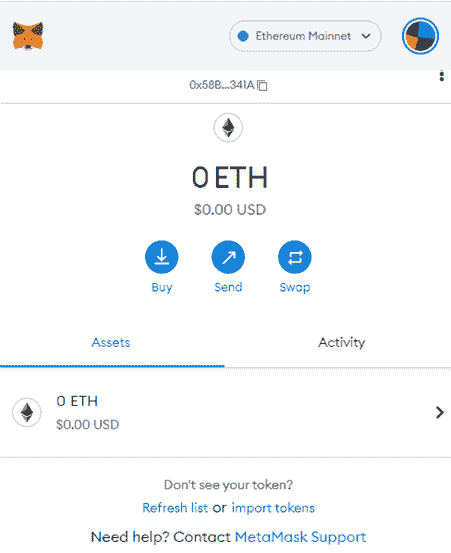 Ethereum Mainnet
0x58B...341A
0 ETH
$0.00 USD
Buy Send Swap
Assets Activity
0 ETH
$0.00 USD
Don't see your token?
Refresh list or import tokens
Need help? Contact MetaMask Support